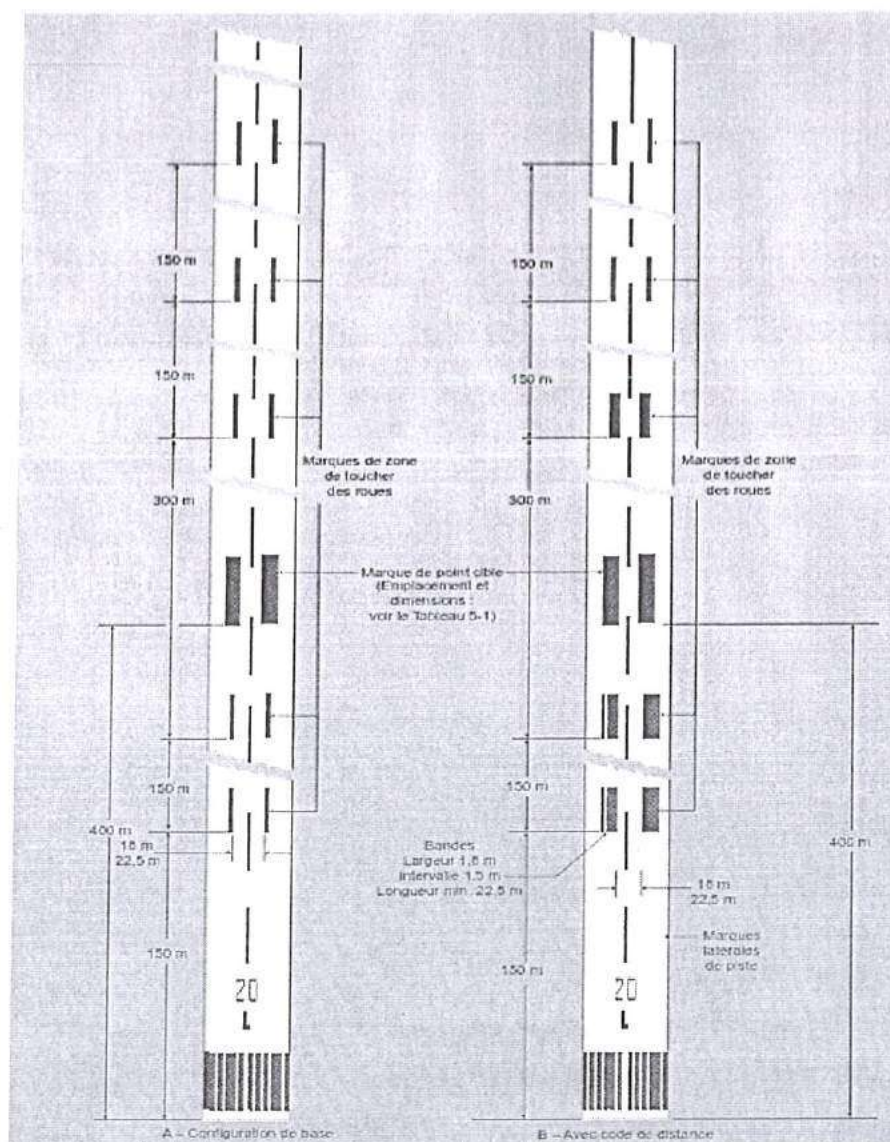 150 m
150 m
150 m
150 m
Marques de zone
de toucher
des roues
Marques de zone
de toucher
des roues
300 m
300 m
Marque de point cible
(Emplacement et
dimensions :
voir le Tableau 5-1)
150 m
150 m
400 m
400 m
18 m
22,5 m
Bandes
Largeur 1,8 m
Intervalle 1,5 m
Longueur min. 22,5 m
18 m
22,5 m
Marques
latérales
de piste
150 m
150 m
20
L
20
L
A – Configuration de base
B – Avec code de distance